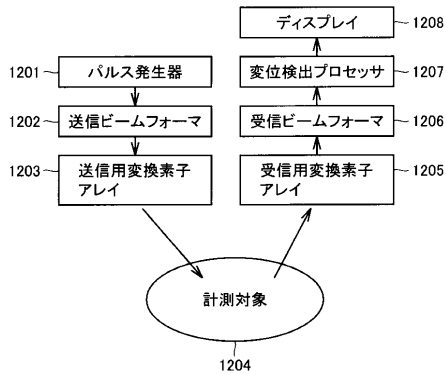 ディスプレイ 1208
1201 パルス発生器
変位検出プロセッサ 1207
1202 送信ビームフォーマ
受信ビームフォーマ 1206
1203 送信用変換素子
アレイ
受信用変換素子
アレイ 1205
計測対象
1204